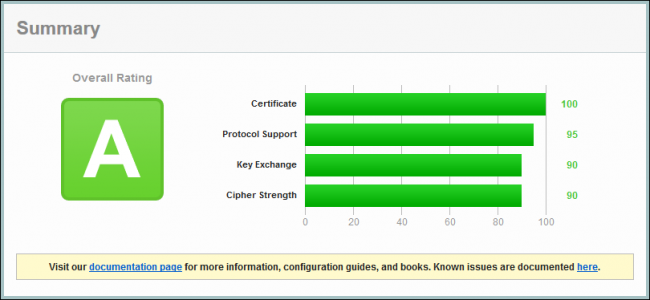 Summary
Overall Rating
A
Certificate 100
Protocol Support 95
Key Exchange 90
Cipher Strength 90
0 20 40 60 80 100
Visit our documentation page for more information, configuration guides, and books. Known issues are documented here.